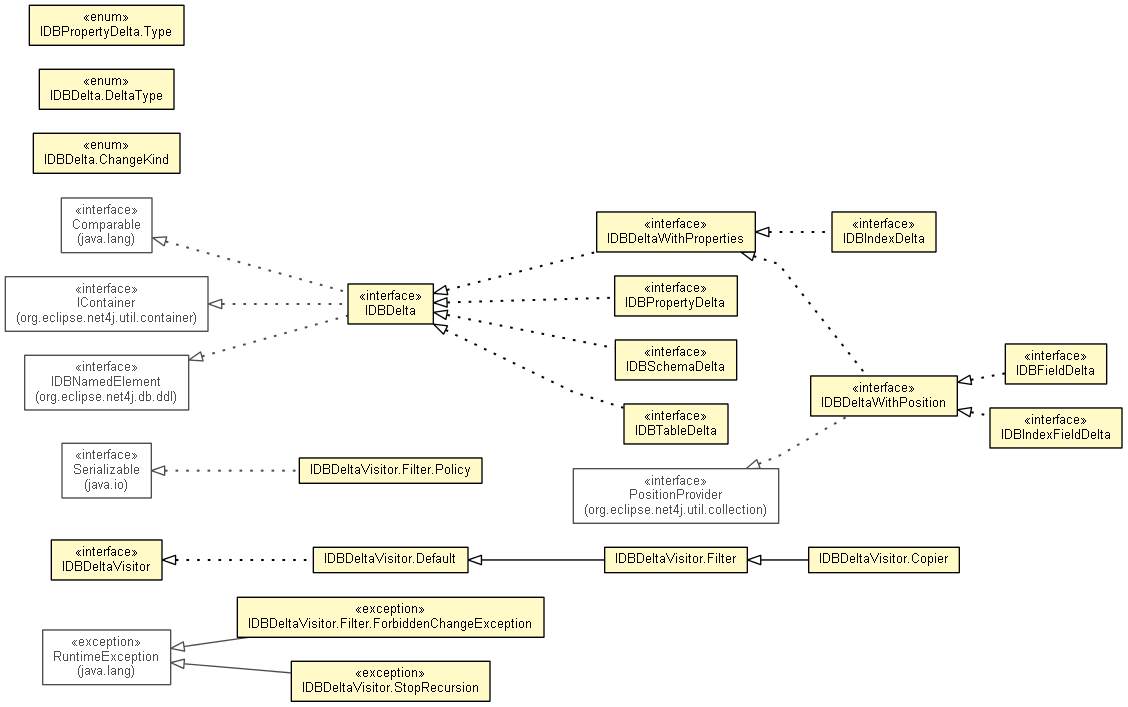 «enum»
IDBPropertyDelta.Type
«enum»
IDBDelta.DeltaType
«enum»
IDBDelta.ChangeKind
«interface»
Comparable
(java.lang)
«interface»
IContainer
(org.eclipse.net4j.util.container)
«interface»
IDBNamedElement
(org.eclipse.net4j.db.ddl)
«interface»
IDBDelta
«interface»
IDBDeltaWithProperties
«interface»
IDBIndexDelta
«interface»
IDBPropertyDelta
«interface»
IDBSchemaDelta
«interface»
IDBTableDelta
«interface»
IDBDeltaWithPosition
«interface»
IDBFieldDelta
«interface»
IDBIndexFieldDelta
«interface»
Serializable
(java.io)
IDBDeltaVisitor.Filter.Policy
«interface»
PositionProvider
(org.eclipse.net4j.util.collection)
«interface»
IDBDeltaVisitor
IDBDeltaVisitor.Default
IDBDeltaVisitor.Filter
IDBDeltaVisitor.Copier
«exception»
RuntimeException
(java.lang)
«exception»
IDBDeltaVisitor.Filter.ForbiddenChangeException
«exception»
IDBDeltaVisitor.StopRecursion